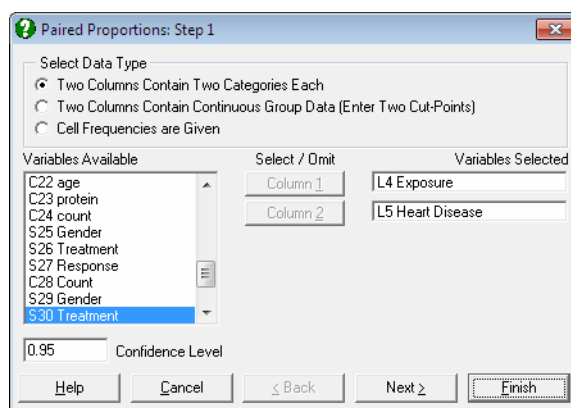 Paired Proportions: Step 1
Select Data Type
Two Columns Contain Two Categories Each
Two Columns Contain Continuous Group Data (Enter Two Cut-Points)
Cell Frequencies are Given
Variables Available Select / Omit Variables Selected
C22 age
C23 protein
C24 count
S25 Gender
S26 Treatment
S27 Response
C28 Count
S29 Gender
S30 Treatment
Column 1
Column 2
L4 Exposure
L5 Heart Disease
0.95 Confidence Level
Help Cancel < Back Next > Finish